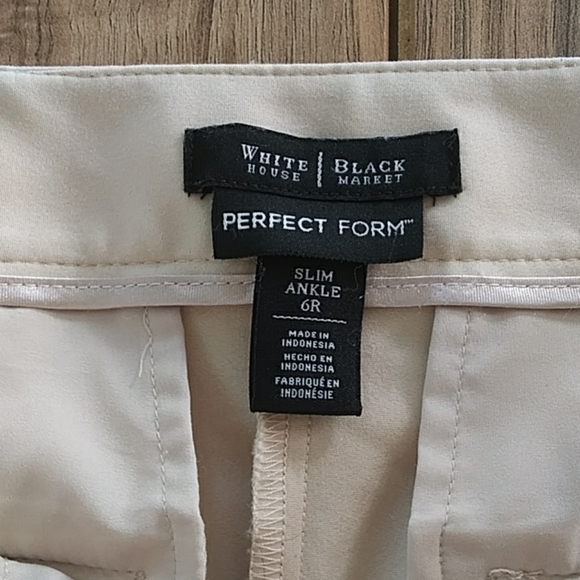 WHITE HOUSE | BLACK MARKET
PERFECT FORM™
SLIM
ANKLE
6R
MADE IN
INDONESIA
HECHO EN
INDONESIA
FABRIQUÉ EN
INDONÉSIE